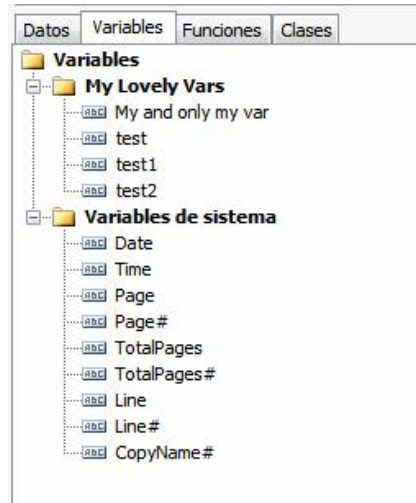 Datos Variables Funciones Clases
Variables
My Lovely Vars
My and only my var
test
test1
test2
Variables de sistema
Date
Time
Page
Page#
TotalPages
TotalPages#
Line
Line#
CopyName#